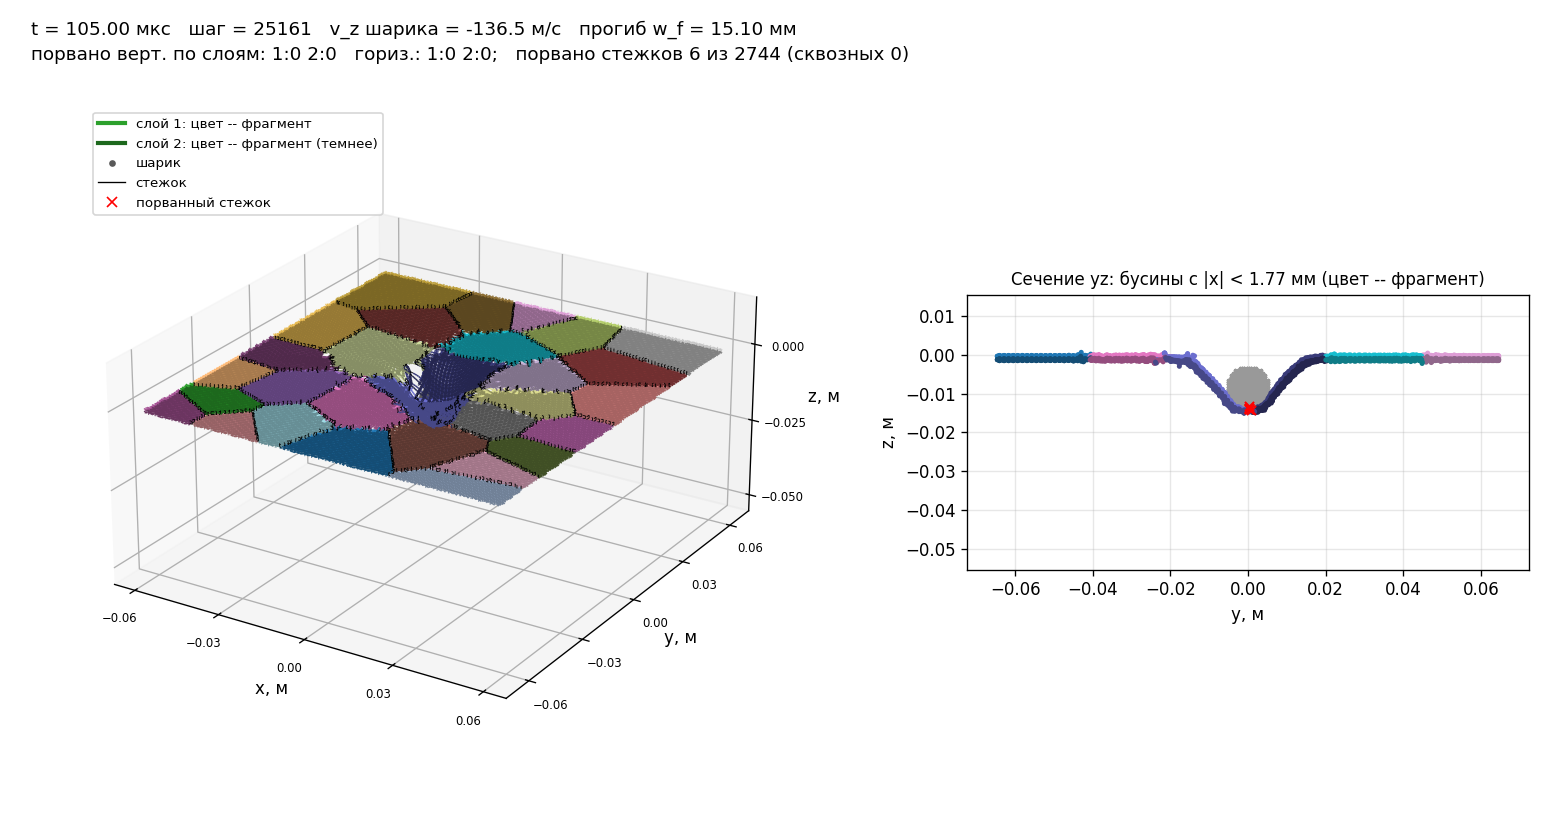 t = 105.00 мкс   шаг = 25161   v_z шарика = -136.5 м/с   прогиб w_f = 15.10 мм
порвано верт. по слоям: 1:0 2:0   гориз.: 1:0 2:0;   порвано стежков 6 из 2744 (сквозных 0)
слой 1: цвет -- фрагмент
слой 2: цвет -- фрагмент (темнее)
шарик
стежок
порванный стежок
0.000
z, м
−0.025
−0.050
0.06
0.03
0.00
y, м
−0.03
−0.06
−0.06
−0.03
0.00
x, м
0.03
0.06
Сечение yz: бусины с |x| < 1.77 мм (цвет -- фрагмент)
0.01
0.00
−0.01
−0.02
−0.03
−0.04
−0.05
z, м
−0.06
−0.04
−0.02
0.00
0.02
0.04
0.06
y, м